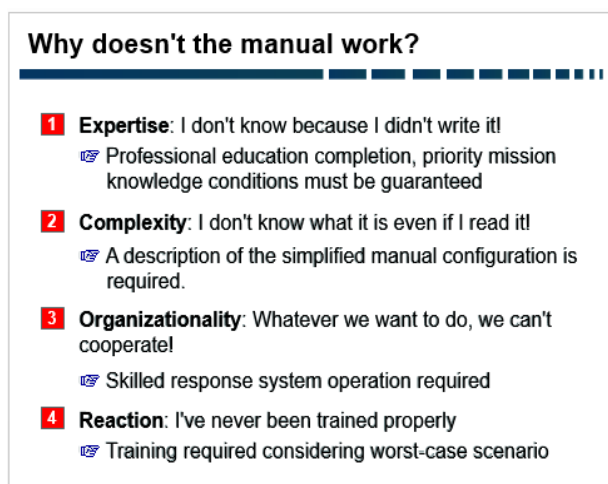 Why doesn't the manual work?
1 Expertise: I don't know because I didn't write it!
☞ Professional education completion, priority mission
knowledge conditions must be guaranteed
2 Complexity: I don't know what it is even if I read it!
☞ A description of the simplified manual configuration is
required.
3 Organizationality: Whatever we want to do, we can't
cooperate!
☞ Skilled response system operation required
4 Reaction: I've never been trained properly
☞ Training required considering worst-case scenario